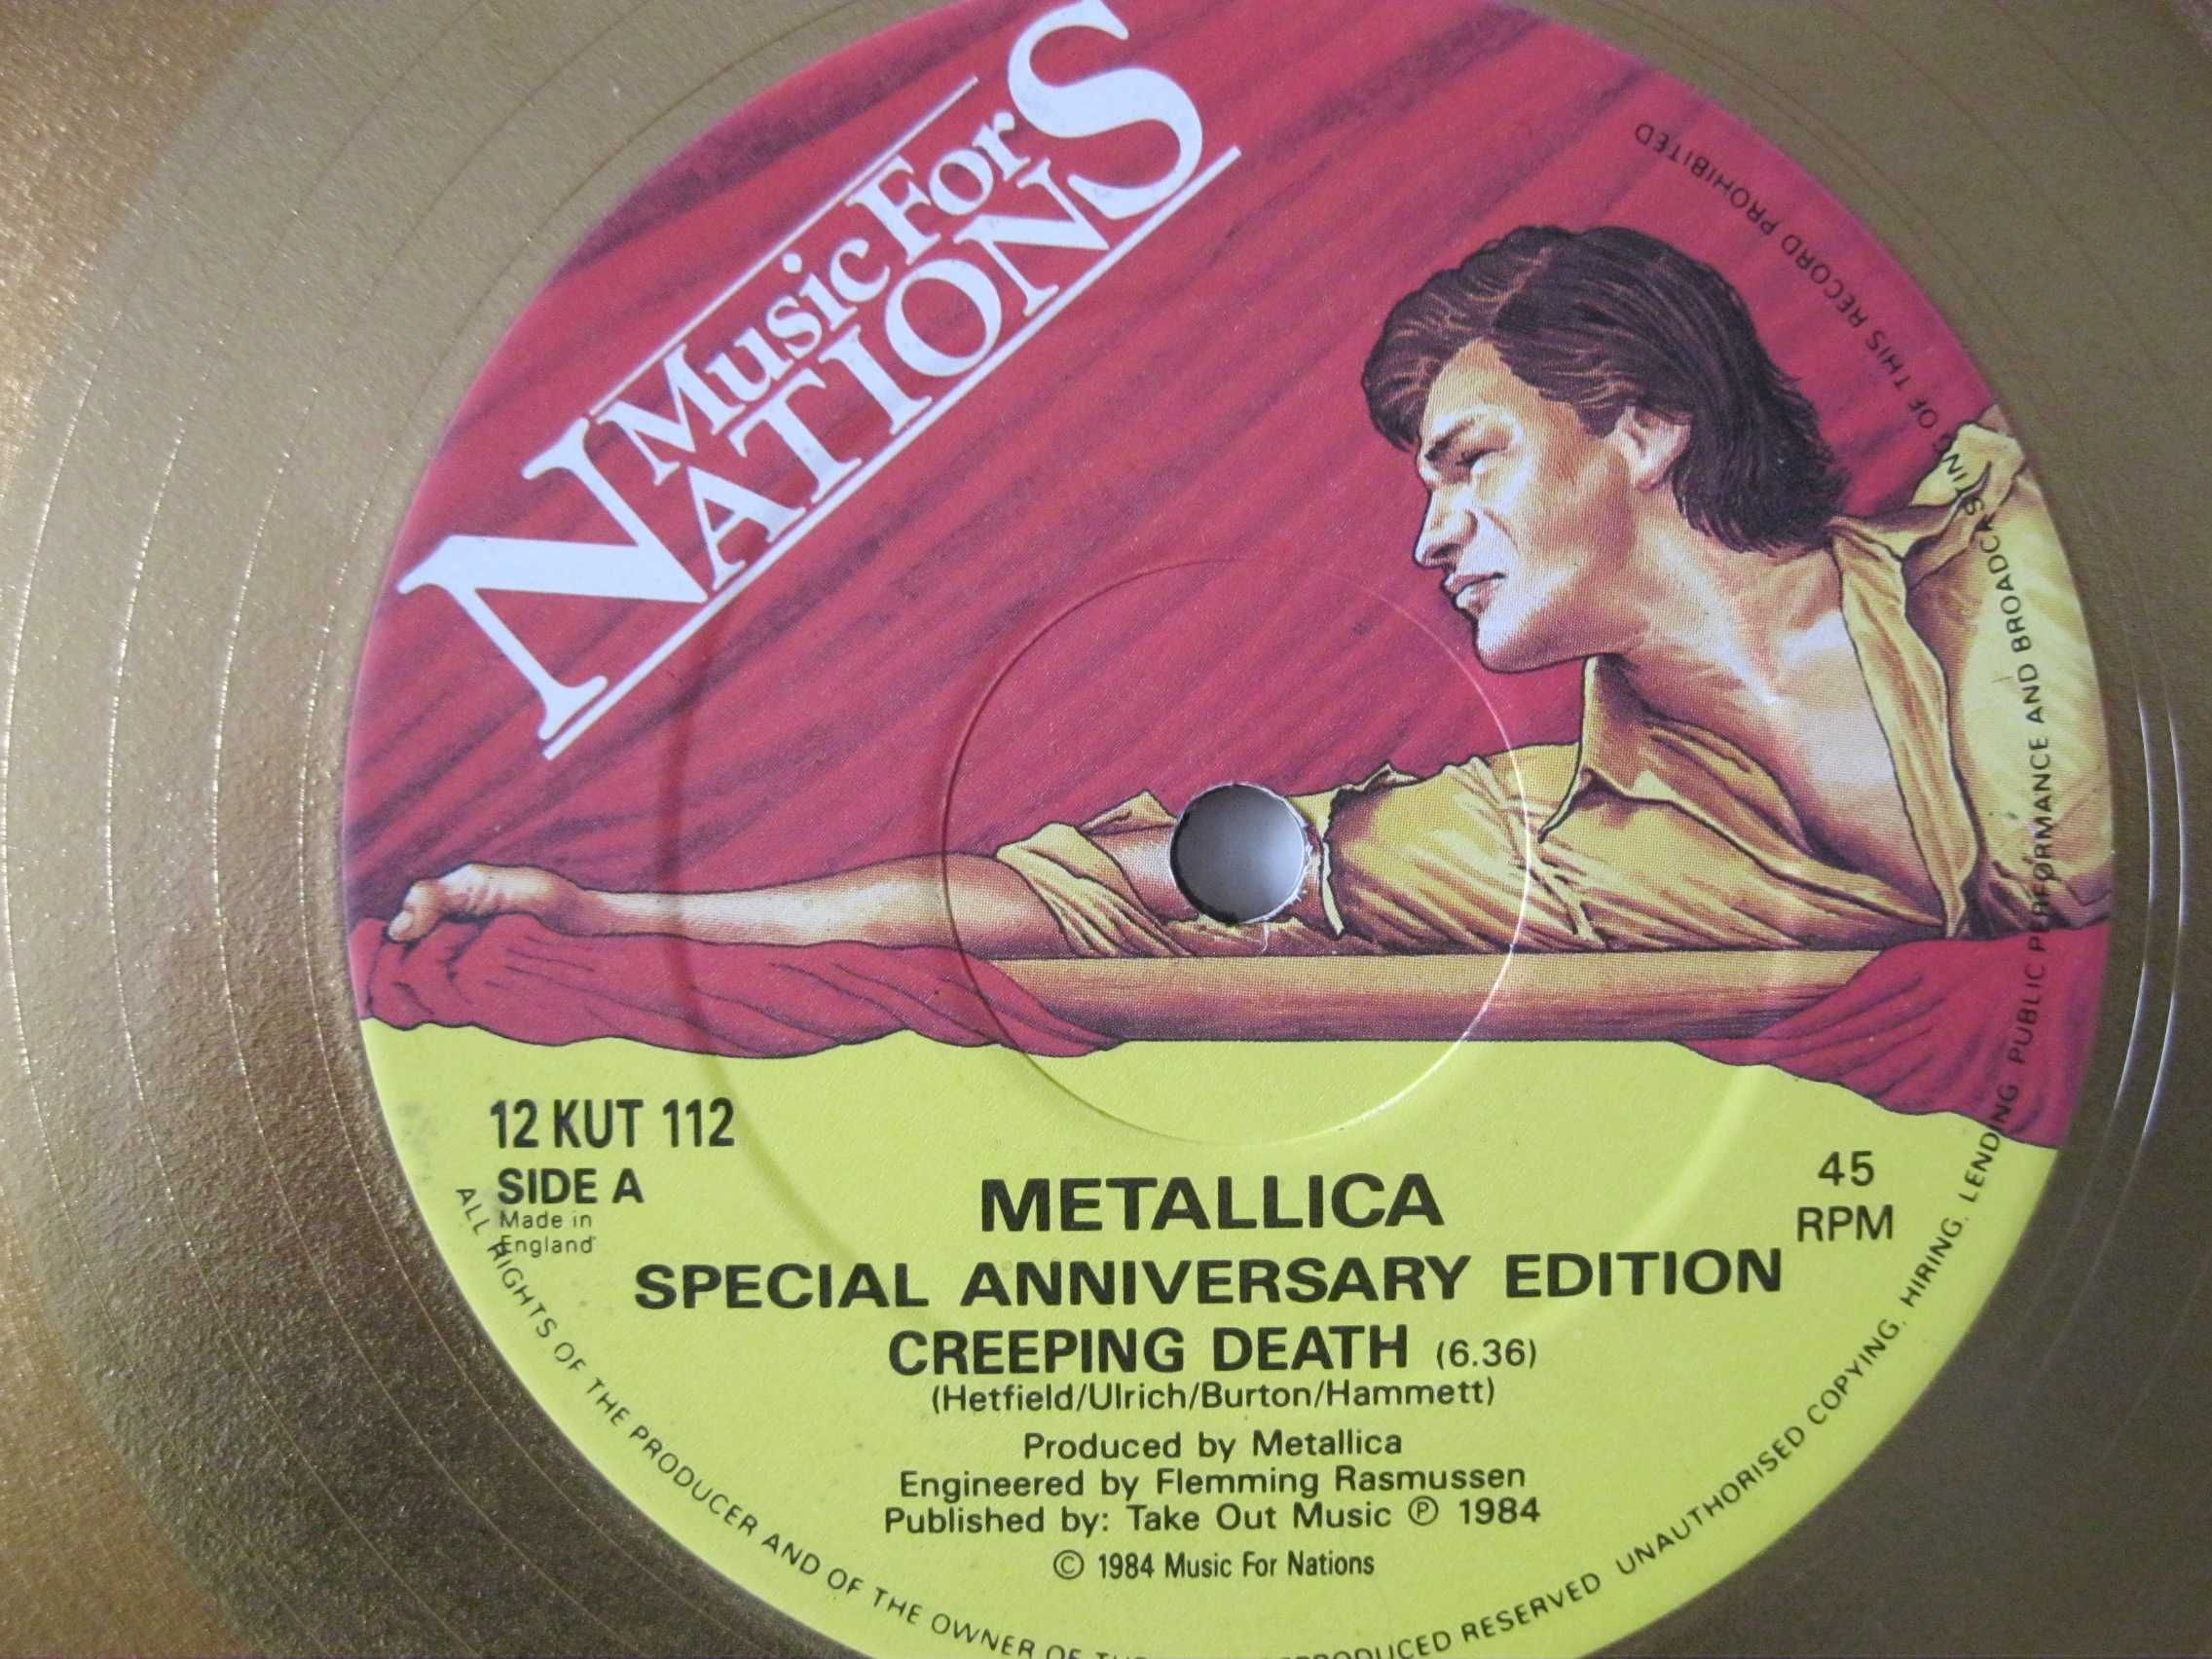 Music For
NATIONS
12 KUT 112
SIDE A
Made in
England
45
RPM
METALLICA
SPECIAL ANNIVERSARY EDITION
CREEPING DEATH (6.36)
(Hetfield/Ulrich/Burton/Hammett)
Produced by Metallica
Engineered by Flemming Rasmussen
Published by: Take Out Music ℗ 1984
© 1984 Music For Nations
ALL RIGHTS OF THE PRODUCER AND OF THE OWNER OF RESERVED UNAUTHORISED COPYING, HIRING, LENDING, PUBLIC PERFORMANCE AND BROADCASTING OF THIS RECORD PROHIBITED